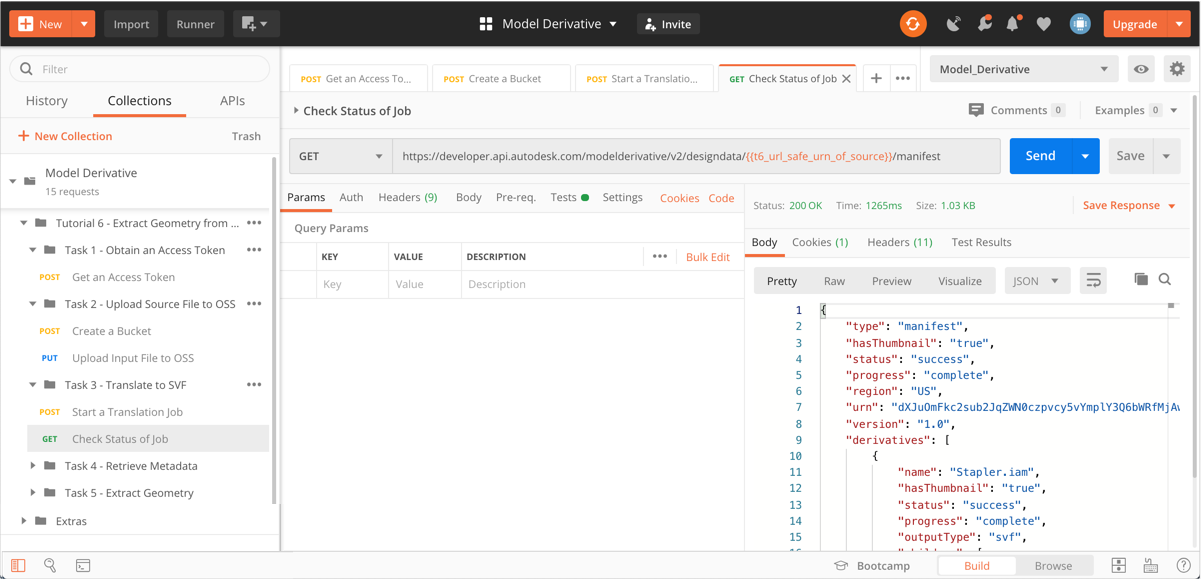 New Import Runner Model Derivative Invite Upgrade
Filter
History Collections APIs
New Collection Trash
Model Derivative
15 requests
Tutorial 6 - Extract Geometry from ...
Task 1 - Obtain an Access Token
POST Get an Access Token
Task 2 - Upload Source File to OSS
POST Create a Bucket
PUT Upload Input File to OSS
Task 3 - Translate to SVF
POST Start a Translation Job
GET Check Status of Job
Task 4 - Retrieve Metadata
Task 5 - Extract Geometry
Extras
POST Get an Access To... POST Create a Bucket POST Start a Translatio... GET Check Status of Job
Model_Derivative
Check Status of Job
Comments 0 Examples 0
GET https://developer.api.autodesk.com/modelderivative/v2/designdata/{{t6_url_safe_urn_of_source}}/manifest Send Save
Params Auth Headers (9) Body Pre-req. Tests Settings Cookies Code
Query Params
KEY VALUE DESCRIPTION Bulk Edit
Key Value Description
Status: 200 OK Time: 1265ms Size: 1.03 KB Save Response
Body Cookies (1) Headers (11) Test Results
Pretty Raw Preview Visualize JSON
1 {
2 "type": "manifest",
3 "hasThumbnail": "true",
4 "status": "success",
5 "progress": "complete",
6 "region": "US",
7 "urn": "dXJuOmFkc2sub2JqZWN0czpvcy5vYmplY3Q6bWRfMjAw
8 "version": "1.0",
9 "derivatives": [
10 {
11 "name": "Stapler.iam",
12 "hasThumbnail": "true",
13 "status": "success",
14 "progress": "complete",
15 "outputType": "svf",
Bootcamp Build Browse